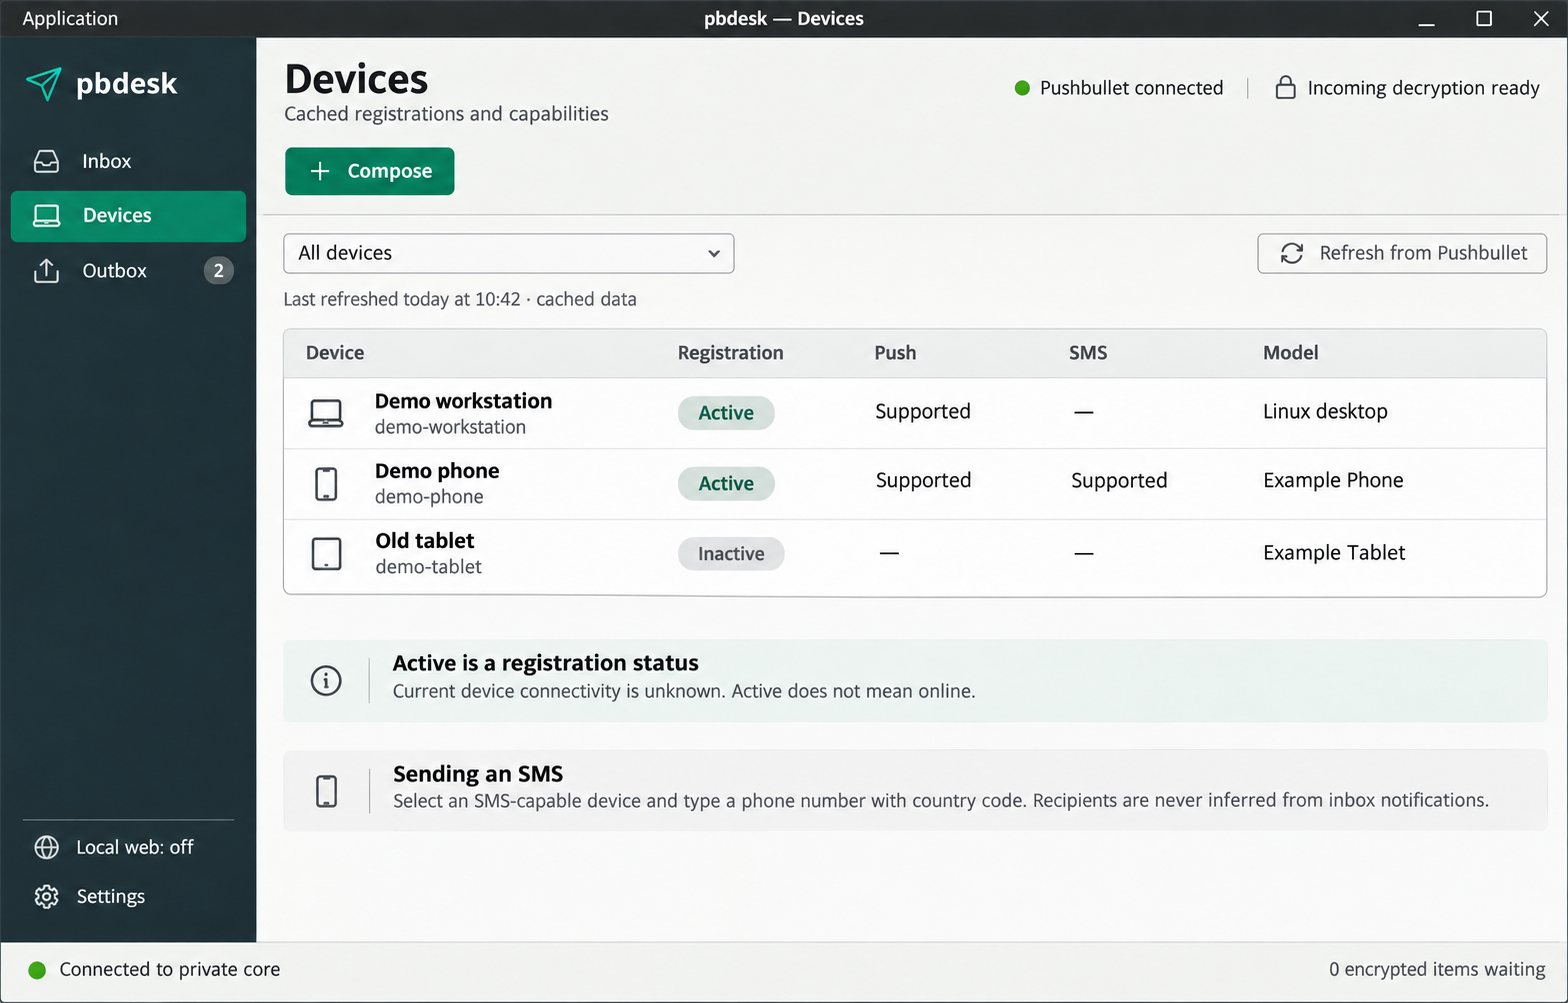 Application
pbdesk — Devices
pbdesk
Inbox
Devices
Outbox 2
Local web: off
Settings
Devices
Cached registrations and capabilities
Pushbullet connected
Incoming decryption ready
Compose
All devices
Refresh from Pushbullet
Last refreshed today at 10:42 · cached data
Device Registration Push SMS Model
Demo workstation
demo-workstation
Active Supported — Linux desktop
Demo phone
demo-phone
Active Supported Supported Example Phone
Old tablet
demo-tablet
Inactive — — Example Tablet
Active is a registration status
Current device connectivity is unknown. Active does not mean online.
Sending an SMS
Select an SMS-capable device and type a phone number with country code. Recipients are never inferred from inbox notifications.
Connected to private core
0 encrypted items waiting